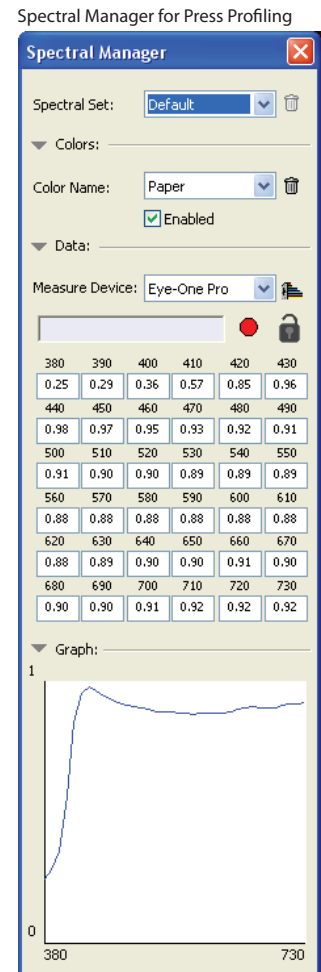 Spectral Manager for Press Profiling
Spectral Manager
Spectral Set: Default
Colors:
Color Name: Paper
Enabled
Data:
Measure Device: Eye-One Pro
380 390 400 410 420 430
0.25 0.29 0.36 0.57 0.85 0.96
440 450 460 470 480 490
0.98 0.97 0.95 0.93 0.92 0.91
500 510 520 530 540 550
0.91 0.90 0.90 0.89 0.89 0.89
560 570 580 590 600 610
0.88 0.88 0.88 0.88 0.88 0.88
620 630 640 650 660 670
0.88 0.89 0.90 0.90 0.91 0.90
680 690 700 710 720 730
0.90 0.90 0.91 0.92 0.92 0.92
Graph:
1
0
380 730